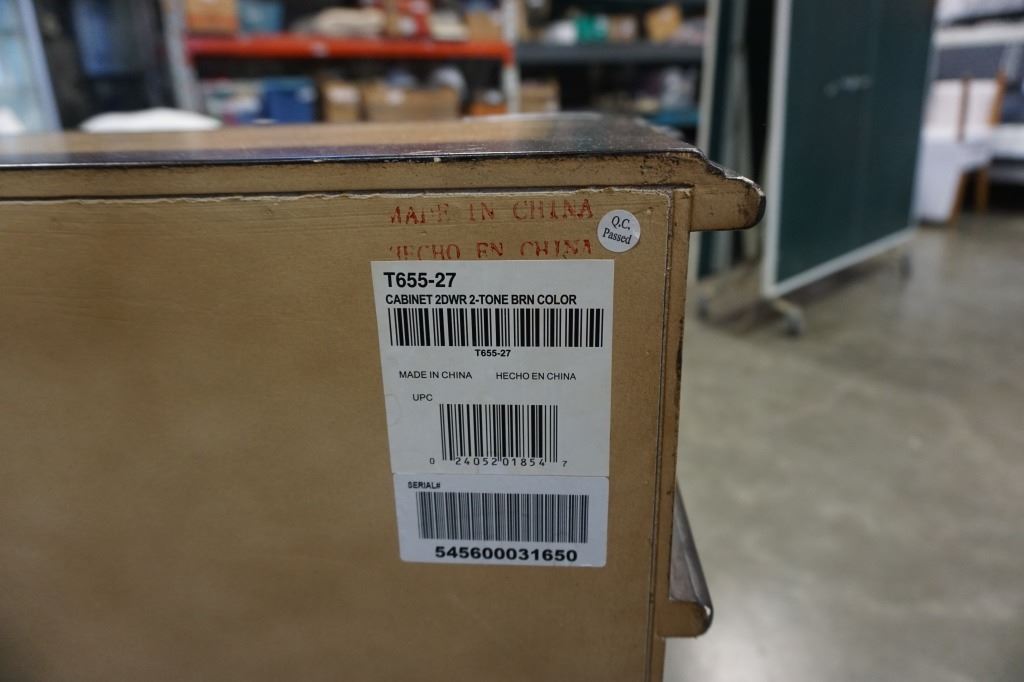 MADE IN CHINA
HECHO EN CHINA
Q.C.
Passed
T655-27
CABINET 2DWR 2-TONE BRN COLOR
T655-27
MADE IN CHINA HECHO EN CHINA
UPC
0 24052 01854 7
SERIAL#
545600031650